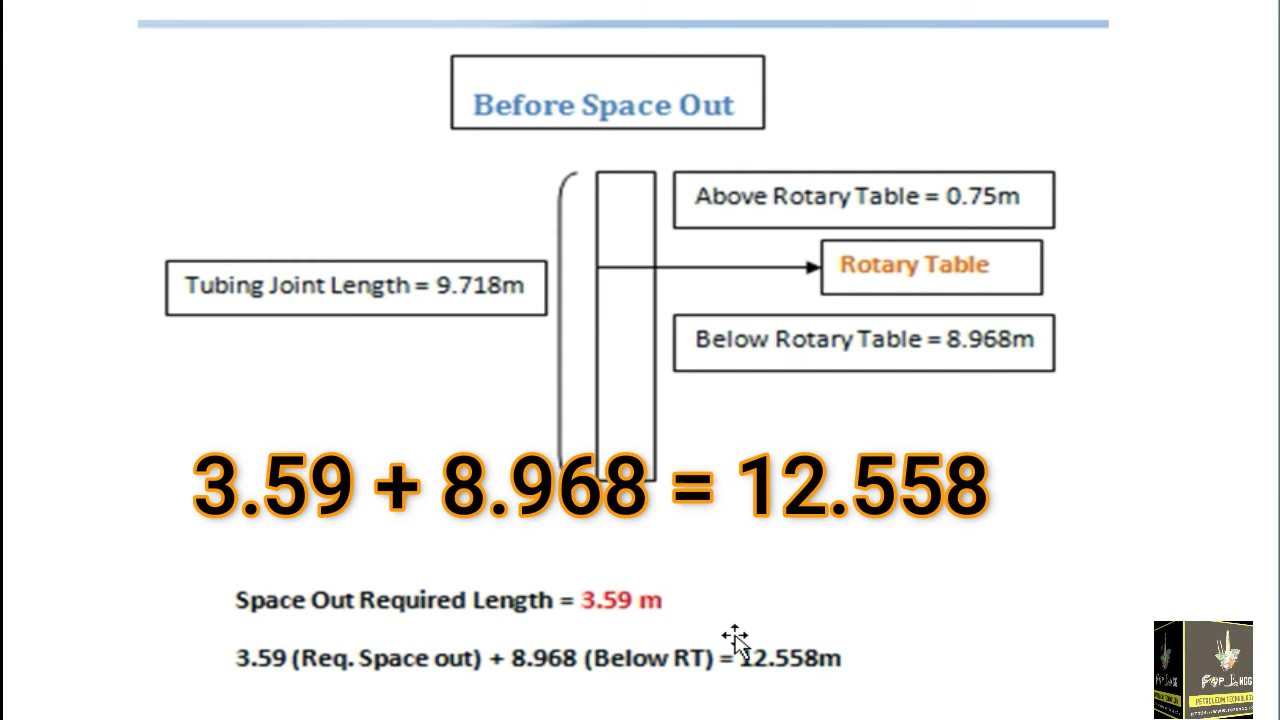 Before Space Out
Above Rotary Table = 0.75m
Rotary Table
Tubing Joint Length = 9.718m
Below Rotary Table = 8.968m
3.59 + 8.968 = 12.558
Space Out Required Length = 3.59 m
3.59 (Req. Space out) + 8.968 (Below RT) = 12.558m
PETROLEUM TECHNOLOGY